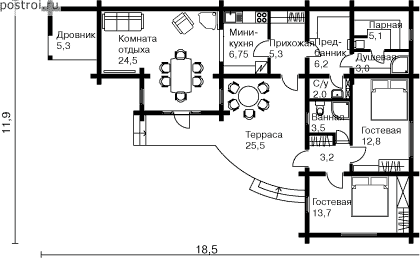 postroi.ru
Дровник
5,3
Комната
отдыха
24,5
Мини-
кухня
6,75
Прихожая
5,3
Пред-
банник
6,2
Парная
5,1
Душевая
3,8
С/у
2,0
Ванная
3,5
Гостевая
12,8
Терраса
25,5
3,2
Гостевая
13,7
11,9
18,5